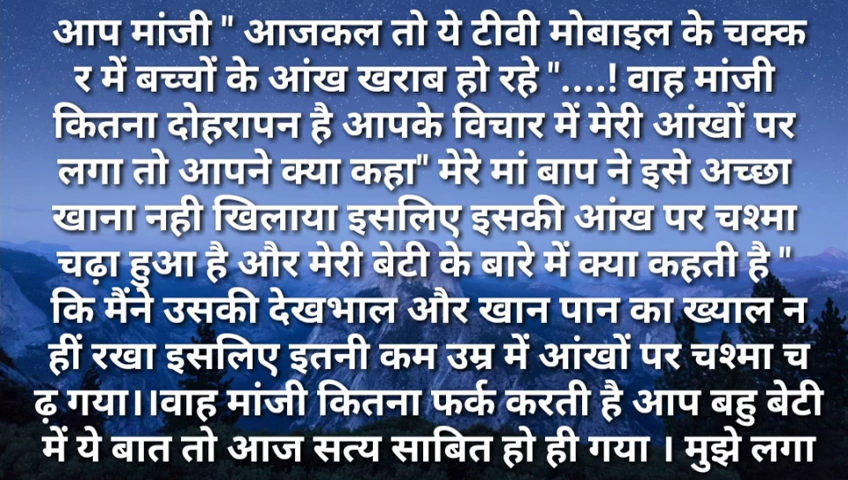 आप मांजी " आजकल तो ये टीवी मोबाइल के चक्क
र में बच्चों के आंख खराब हो रहे "....! वाह मांजी
कितना दोहरापन है आपके विचार में मेरी आंखों पर
लगा तो आपने क्या कहा" मेरे मां बाप ने इसे अच्छा
खाना नही खिलाया इसलिए इसकी आंख पर चश्मा
चढ़ा हुआ है और मेरी बेटी के बारे में क्या कहती है "
कि मैंने उसकी देखभाल और खान पान का ख्याल न
हीं रखा इसलिए इतनी कम उम्र में आंखों पर चश्मा च
ढ़ गया।।वाह मांजी कितना फर्क करती है आप बहु बेटी
में ये बात तो आज सत्य साबित हो ही गया । मुझे लगा